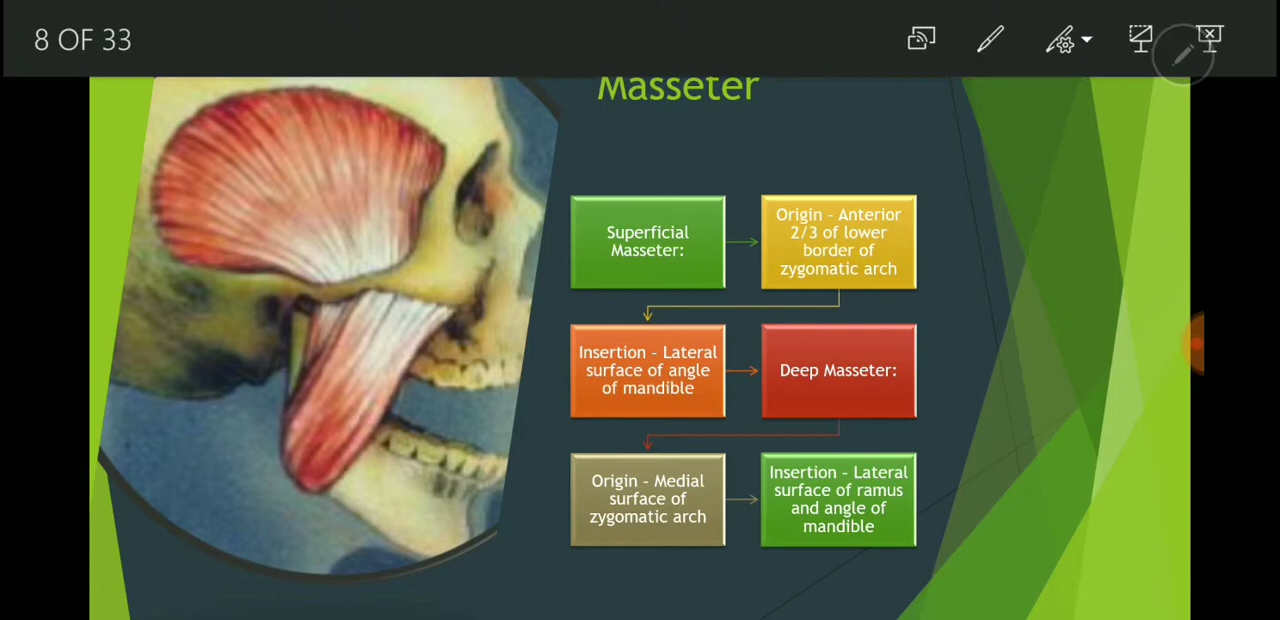 8 OF 33
Masseter
Superficial
Masseter:
Origin - Anterior
2/3 of lower
border of
zygomatic arch
Insertion - Lateral
surface of angle
of mandible
Deep Masseter:
Origin - Medial
surface of
zygomatic arch
Insertion - Lateral
surface of ramus
and angle of
mandible